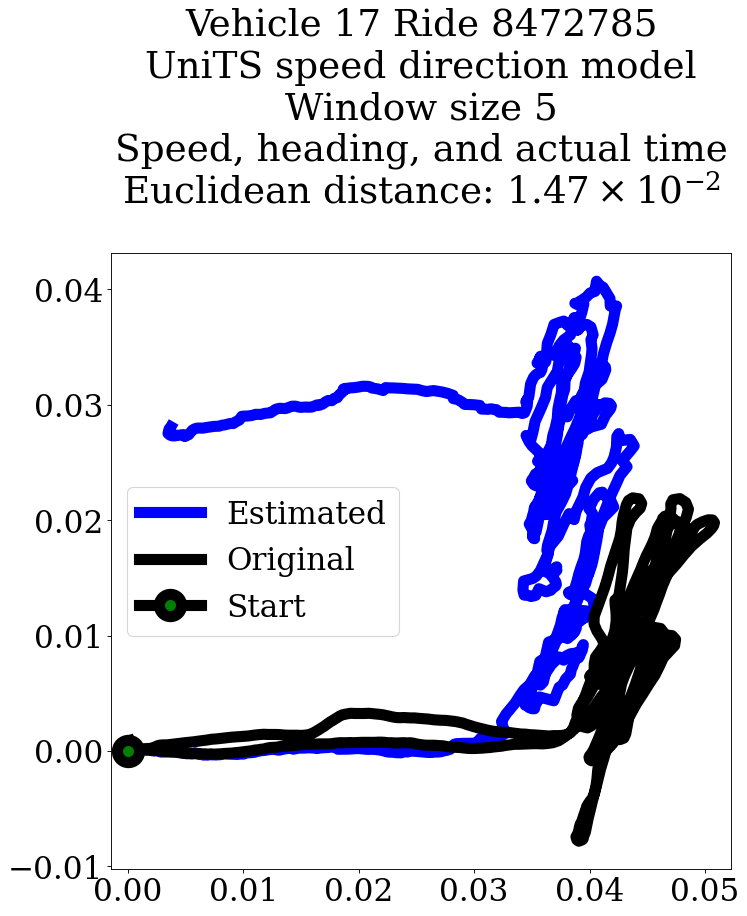 Vehicle 17 Ride 8472785
UniTS speed direction model
Window size 5
Speed, heading, and actual time
Euclidean distance: 1.47 × 10⁻²
0.04
0.03
0.02
0.01
0.00
−0.01
Estimated
Original
Start
0.00 0.01 0.02 0.03 0.04 0.05